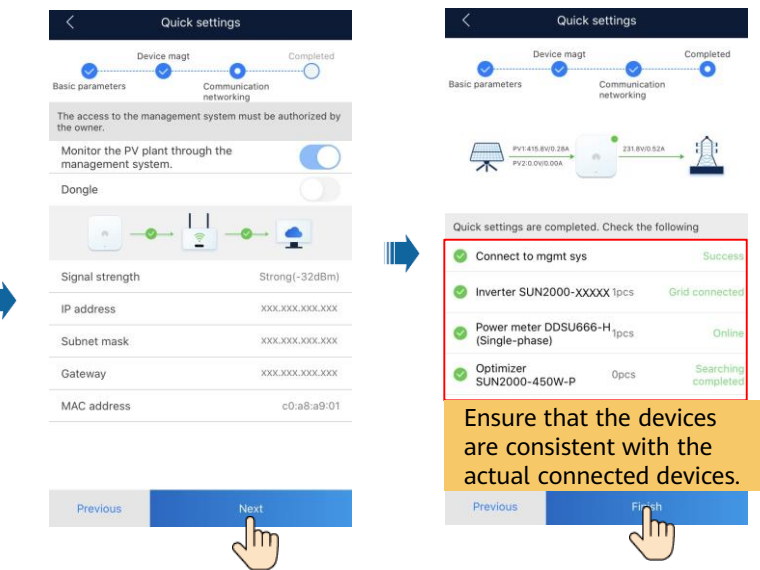 Quick settings
Device magt
Completed
Basic parameters
Communication
networking
The access to the management system must be authorized by
the owner.
Monitor the PV plant through the
management system.
Dongle
Signal strength Strong(-32dBm)
IP address xxx.xxx.xxx.xxx
Subnet mask xxx.xxx.xxx.xxx
Gateway xxx.xxx.xxx.xxx
MAC address c0:a8:a9:01
Previous Next
Quick settings
Device magt
Completed
Basic parameters
Communication
networking
PV1:415.8V/0.28A
PV2:0.0V/0.00A
231.8V/0.52A
Quick settings are completed. Check the following
Connect to mgmt sys Success
Inverter SUN2000-XXXXX 1pcs Grid connected
Power meter DDSU666-H 1pcs Online
(Single-phase)
Optimizer
SUN2000-450W-P 0pcs
Searching
completed
Ensure that the devices
are consistent with the
actual connected devices.
Previous Finish